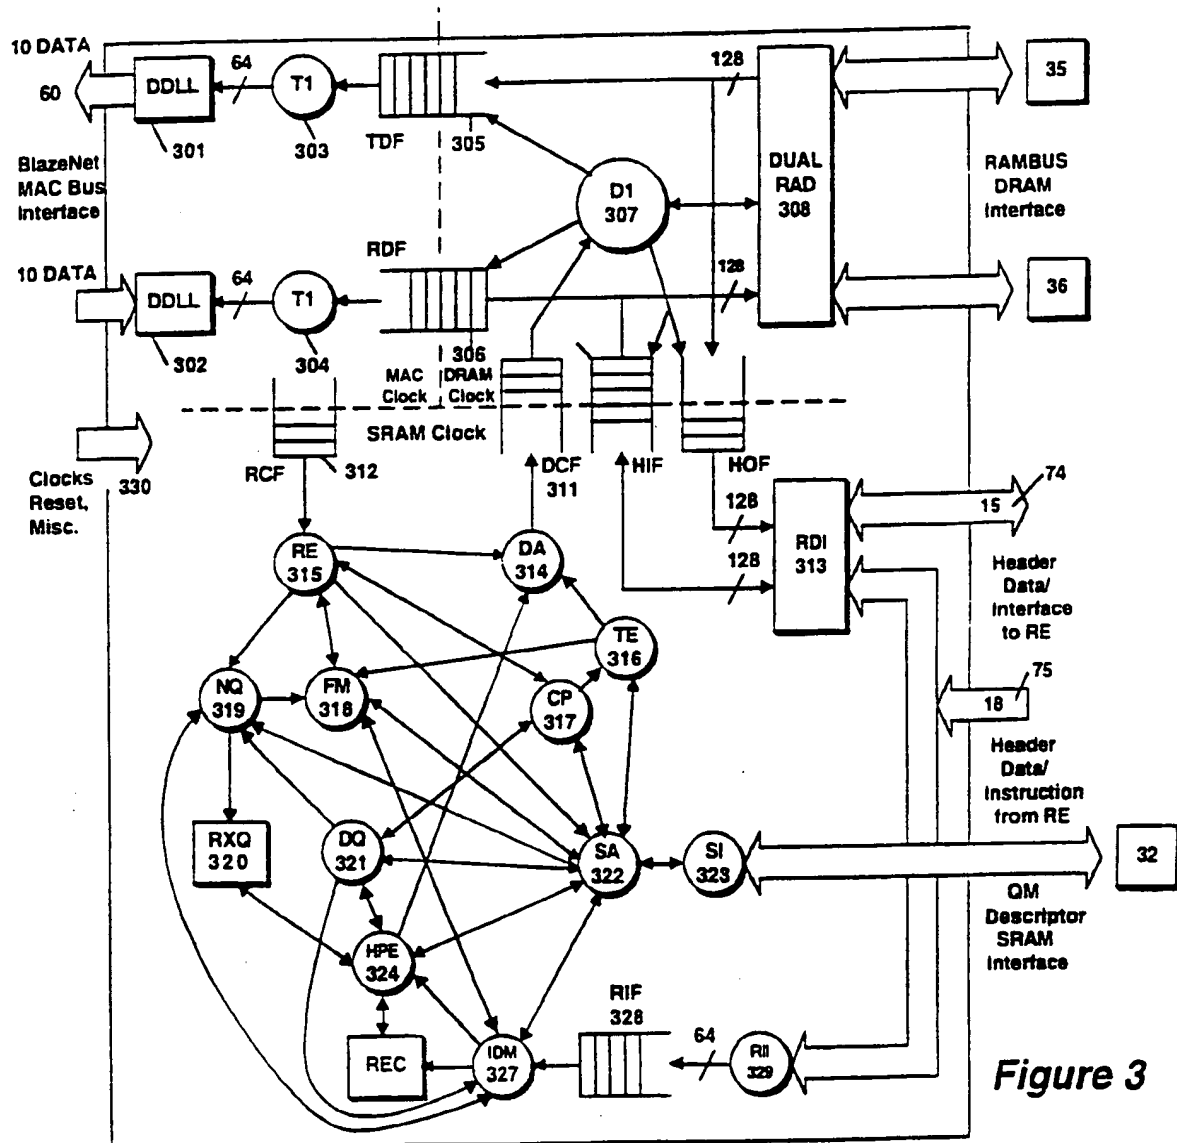 10 DATA
60
DDLL
301
64
T1
303
TDF
305
128
35
BlazeNet
MAC Bus
Interface
D1
307
DUAL
RAD
308
RAMBUS
DRAM
Interface
10 DATA
DDLL
302
64
T1
304
RDF
306
128
36
MAC
Clock
DRAM
Clock
SRAM Clock
Clocks
Reset,
Misc.
330
RCF
312
DCF
311
HIF
HOF
128
128
RDI
313
15
74
Header
Data/
Interface
to RE
RE
315
DA
314
TE
316
NQ
319
FM
318
CP
317
18
75
Header
Data/
Instruction
from RE
RXQ
320
DQ
321
SA
322
SI
323
32
QM
Descriptor
SRAM
Interface
HPE
324
REC
IDM
327
RIF
328
64
RII
329
Figure 3